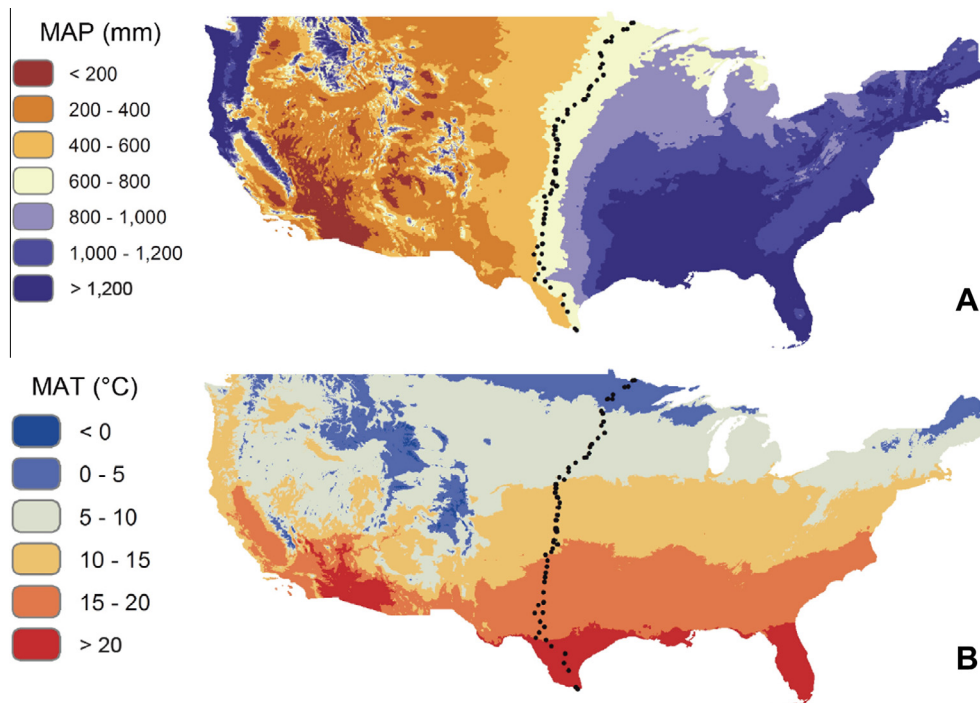 MAP (mm)
< 200
200 - 400
400 - 600
600 - 800
800 - 1,000
1,000 - 1,200
> 1,200
A
MAT (°C)
< 0
0 - 5
5 - 10
10 - 15
15 - 20
> 20
B